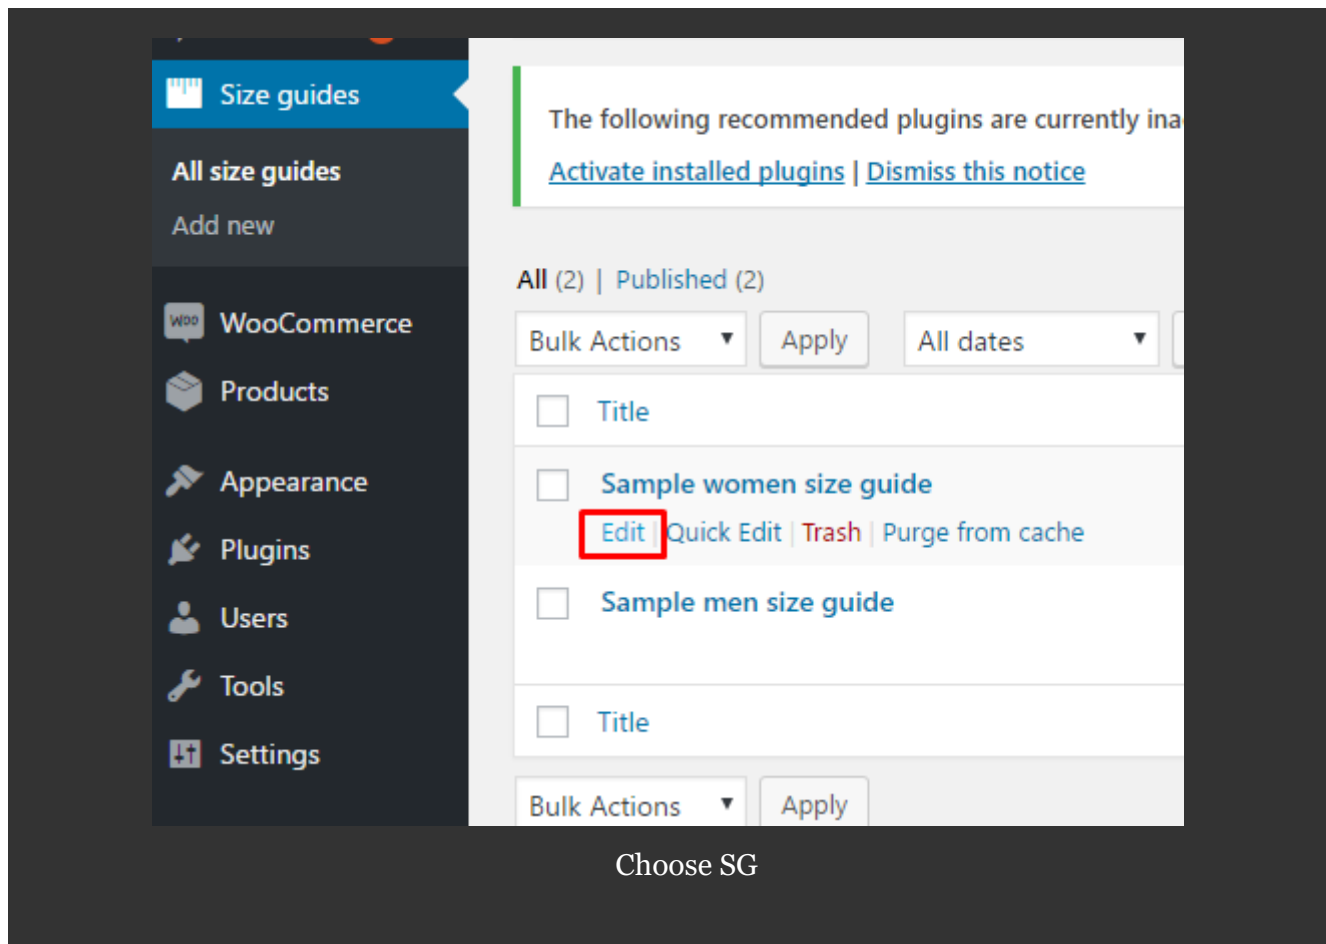 Size guides
All size guides
Add new
WOO WooCommerce
Products
Appearance
Plugins
Users
Tools
Settings
The following recommended plugins are currently ina
Activate installed plugins | Dismiss this notice
All (2) | Published (2)
Bulk Actions ▼ Apply All dates ▼
Title
Sample women size guide
Edit | Quick Edit | Trash | Purge from cache
Sample men size guide
Title
Bulk Actions ▼ Apply
Choose SG